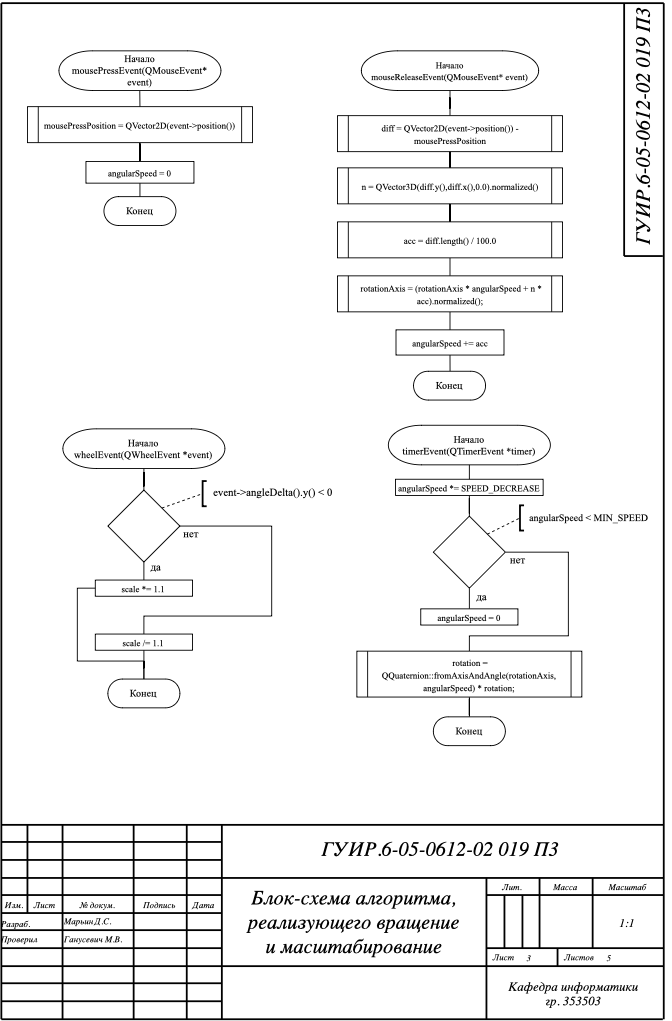 ГУИР.6-05-0612-02 019 ПЗ
Начало
mousePressEvent(QMouseEvent*
event)
mousePressPosition = QVector2D(event->position())
angularSpeed = 0
Конец
Начало
mouseReleaseEvent(QMouseEvent* event)
diff = QVector2D(event->position()) -
mousePressPosition
n = QVector3D(diff.y(),diff.x(),0.0).normalized()
acc = diff.length() / 100.0
rotationAxis = (rotationAxis * angularSpeed + n *
acc).normalized();
angularSpeed += acc
Конец
Начало
wheelEvent(QWheelEvent *event)
event->angleDelta().y() < 0
нет
да
scale *= 1.1
scale /= 1.1
Конец
Начало
timerEvent(QTimerEvent *timer)
angularSpeed *= SPEED_DECREASE
angularSpeed < MIN_SPEED
нет
да
angularSpeed = 0
rotation =
QQuaternion::fromAxisAndAngle(rotationAxis,
angularSpeed) * rotation;
Конец
ГУИР.6-05-0612-02 019 ПЗ
Изм. Лист № докум. Подпись Дата
Разраб. Марьин Д.С.
Проверил Ганусевич М.В.
Блок-схема алгоритма,
реализующего вращение
и масштабирование
Лит. Масса Масштаб
1:1
Лист 3 Листов 5
Кафедра информатики
гр. 353503